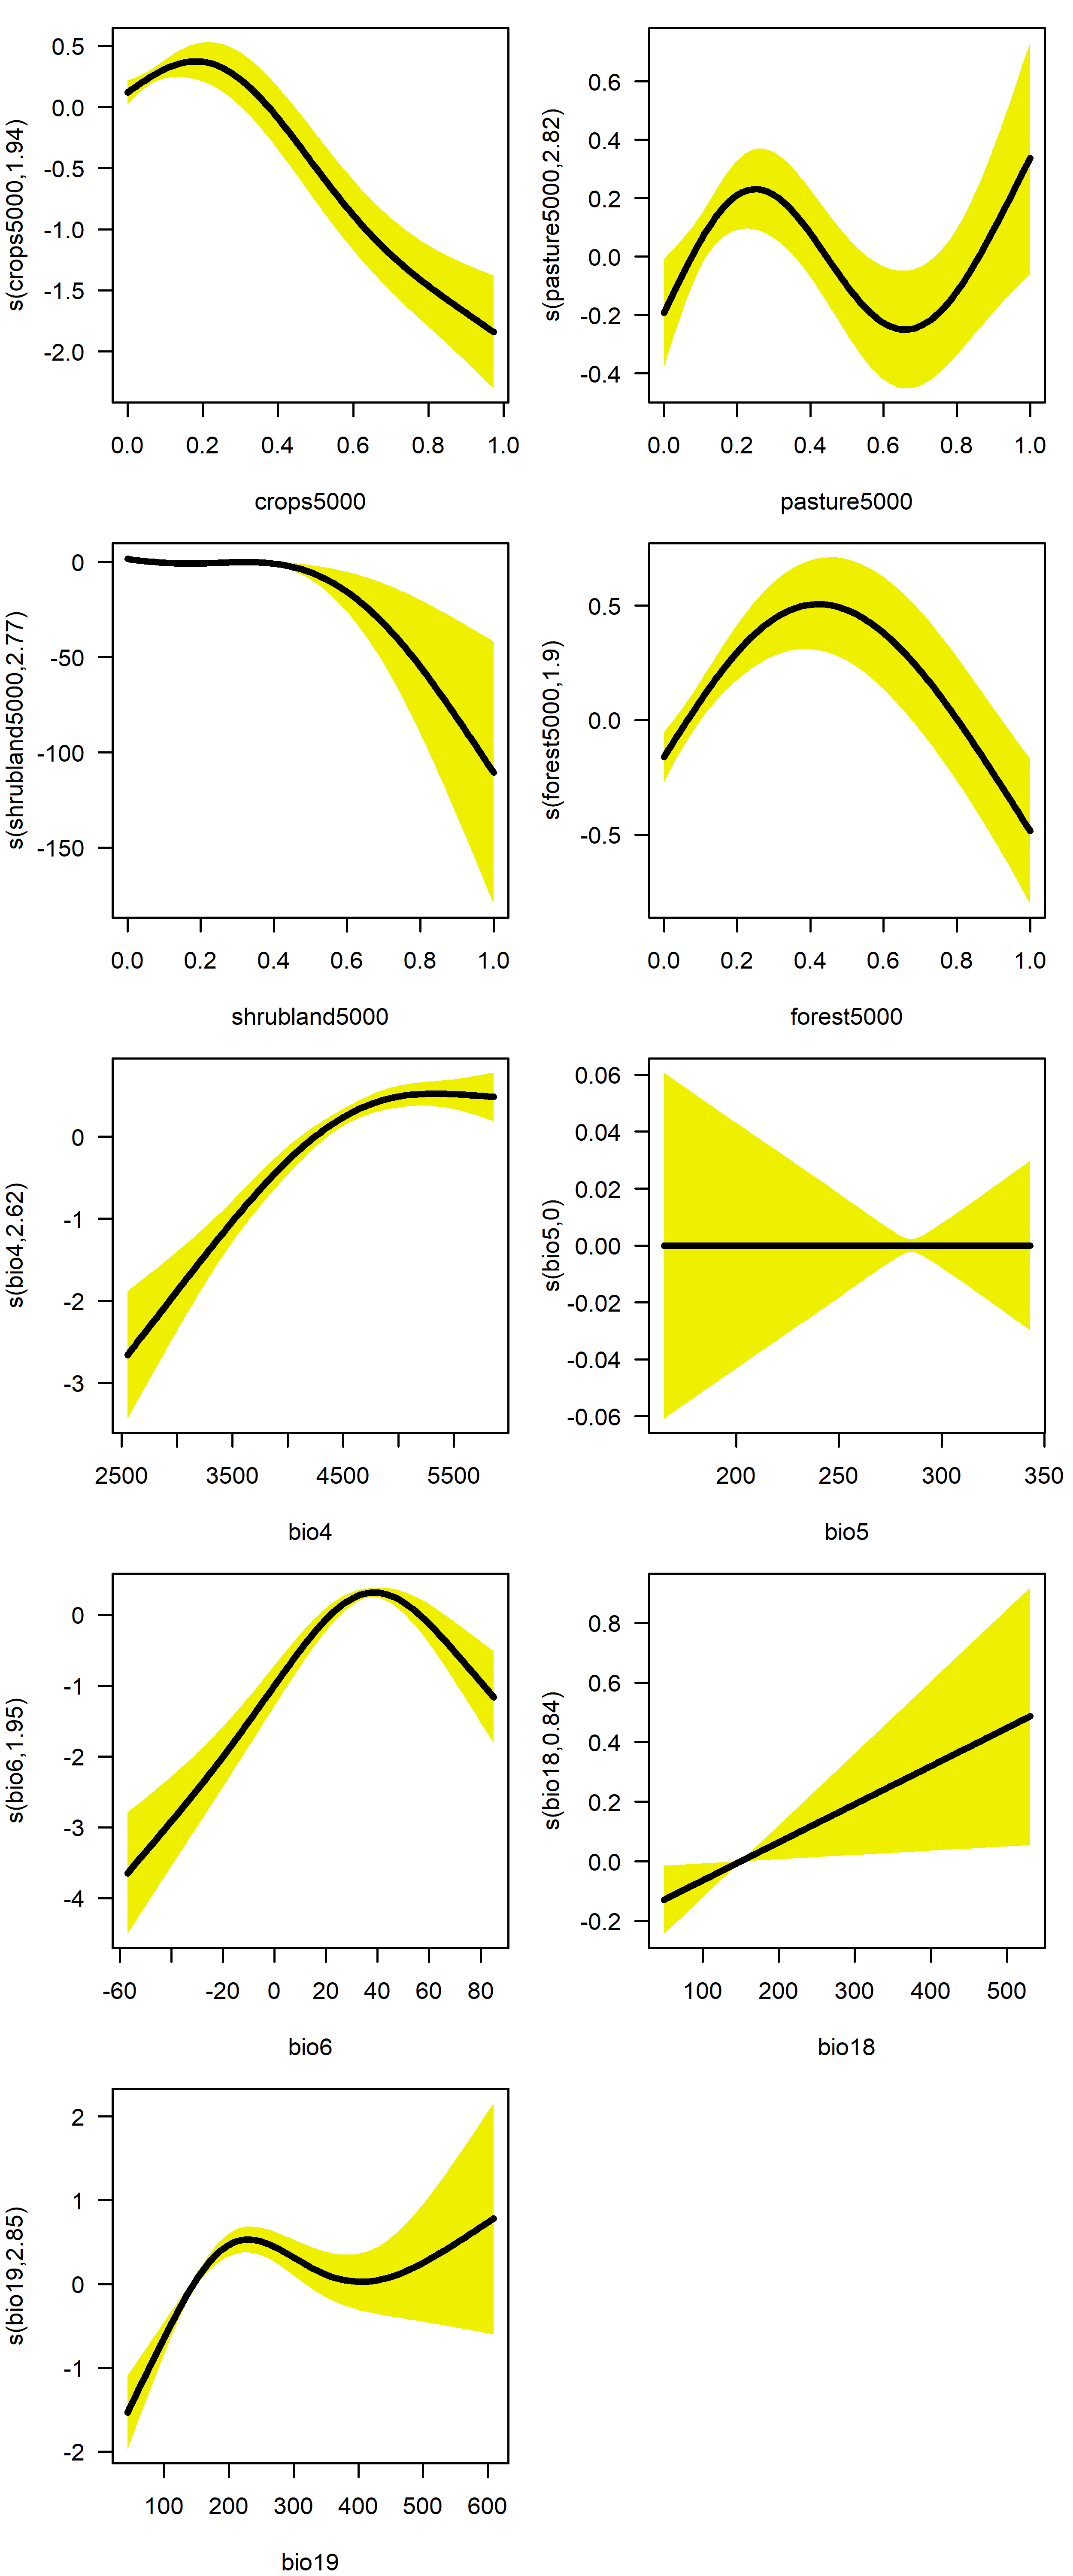 s(crops5000,1.94)
0.5
0.0
-0.5
-1.0
-1.5
-2.0
0.0 0.2 0.4 0.6 0.8 1.0
crops5000
s(pasture5000,2.82)
0.6
0.4
0.2
0.0
-0.2
-0.4
0.0 0.2 0.4 0.6 0.8 1.0
pasture5000
s(shrubland5000,2.77)
0
-50
-100
-150
0.0 0.2 0.4 0.6 0.8 1.0
shrubland5000
s(forest5000,1.9)
0.5
0.0
-0.5
0.0 0.2 0.4 0.6 0.8 1.0
forest5000
s(bio4,2.62)
0
-1
-2
-3
2500 3500 4500 5500
bio4
s(bio5,0)
0.06
0.04
0.02
0.00
-0.02
-0.04
-0.06
200 250 300 350
bio5
s(bio6,1.95)
0
-1
-2
-3
-4
-60 -20 0 20 40 60 80
bio6
s(bio18,0.84)
0.8
0.6
0.4
0.2
0.0
-0.2
100 200 300 400 500
bio18
s(bio19,2.85)
2
1
0
-1
-2
100 200 300 400 500 600
bio19